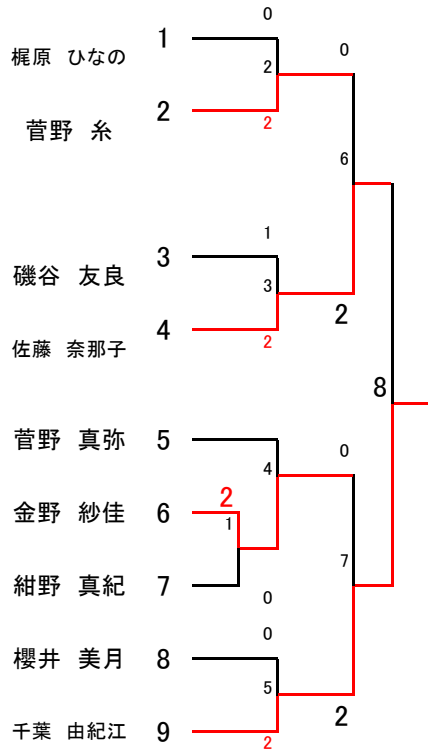 0
梶原 ひなの 1
2
0
菅野 糸 2
2
6
1
磯谷 友良 3
3
2
佐藤 奈那子 4
2
8
菅野 真弥 5
0
4
金野 紗佳 6
2
1
7
紺野 真紀 7
0
0
櫻井 美月 8
5
2
千葉 由紀江 9
2